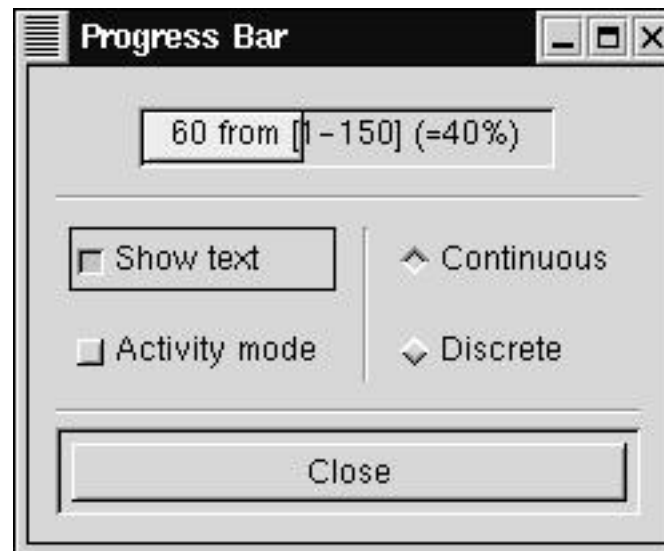 Progress Bar
60 from [1-150] (=40%)
Show text
Continuous
Activity mode
Discrete
Close